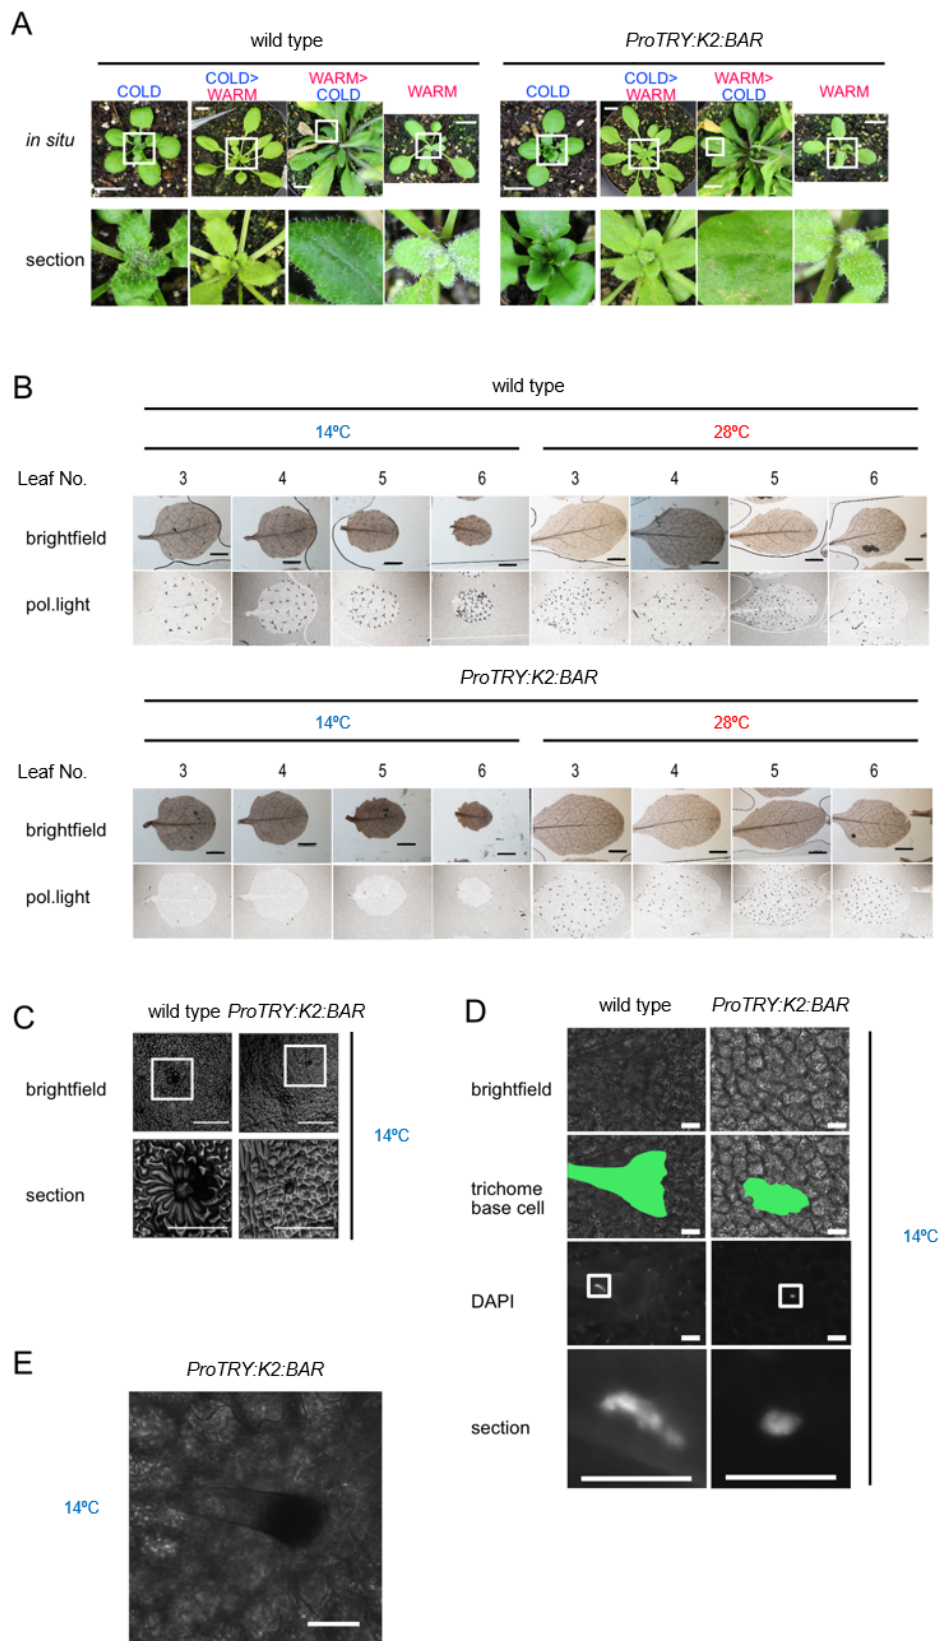 A
wild type ProTRY:K2:BAR
COLD COLD> WARM WARM> COLD WARM COLD COLD> WARM WARM> COLD WARM
in situ
section
B
wild type
14ºC 28ºC
Leaf No. 3 4 5 6 3 4 5 6
brightfield
pol.light
ProTRY:K2:BAR
14ºC 28ºC
Leaf No. 3 4 5 6 3 4 5 6
brightfield
pol.light
C
wild type ProTRY:K2:BAR
brightfield
section
14ºC
D
wild type ProTRY:K2:BAR
brightfield
trichome
base cell
DAPI
section
14ºC
E
ProTRY:K2:BAR
14ºC